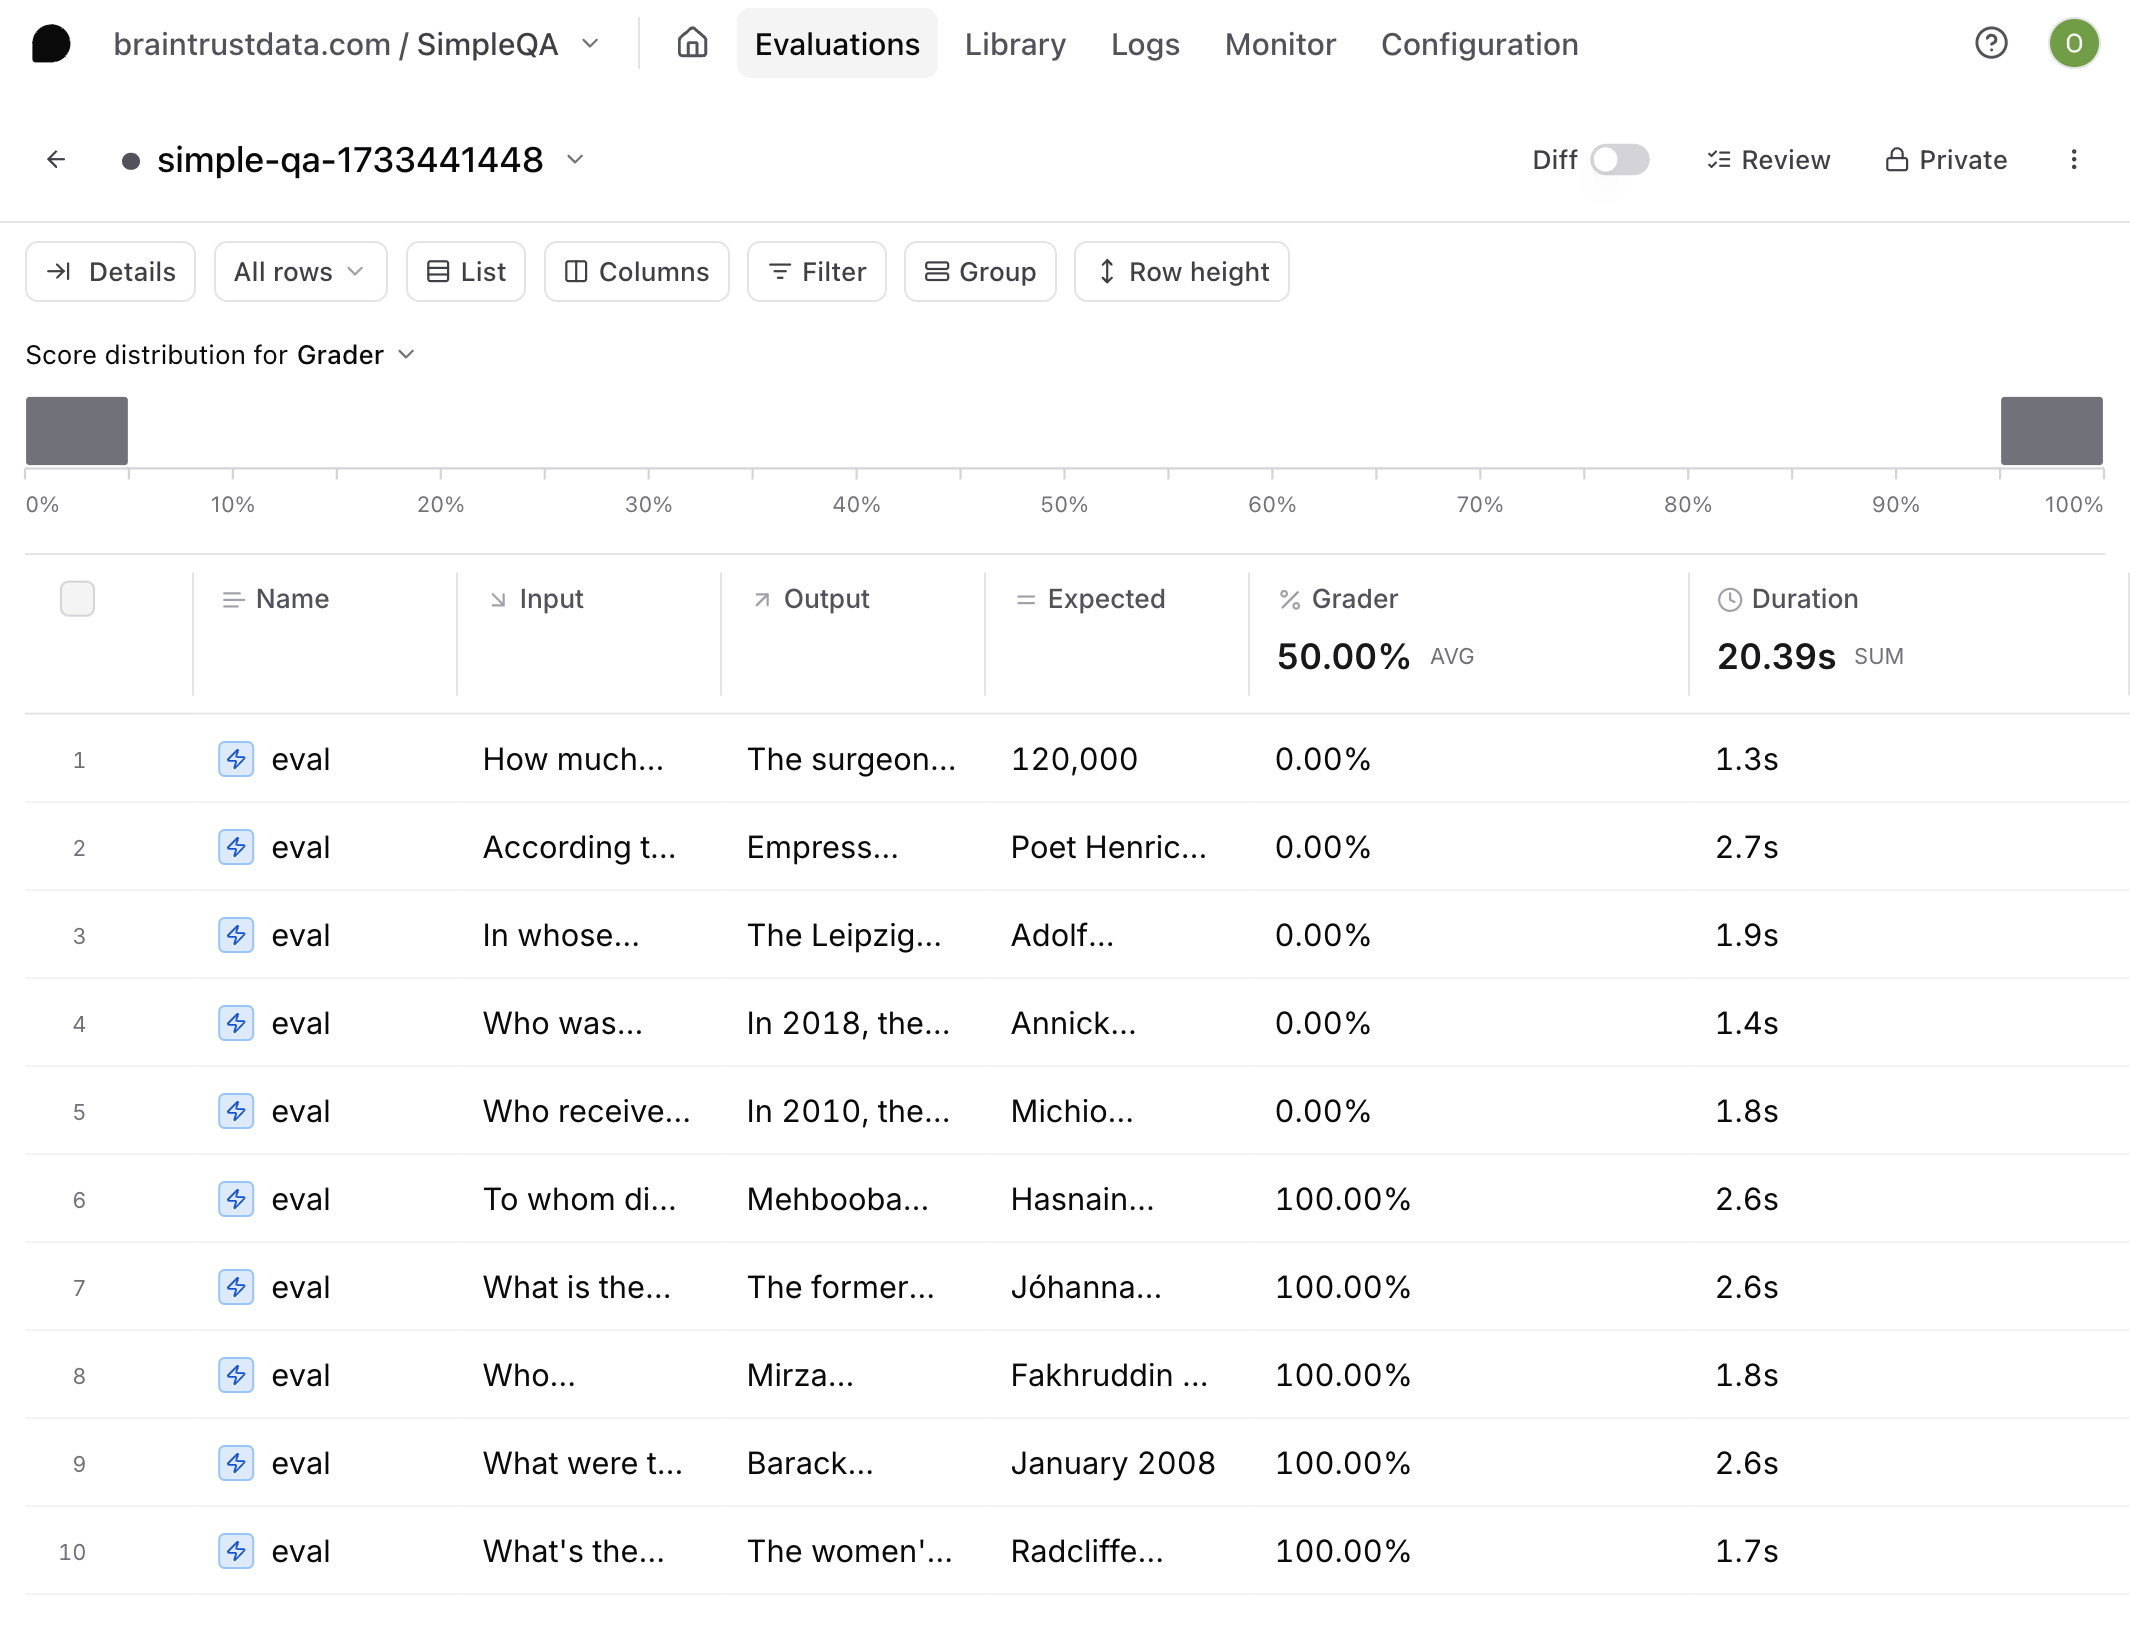 braintrustdata.com / SimpleQA Evaluations Library Logs Monitor Configuration O
simple-qa-1733441448 Diff Review Private
Details All rows List Columns Filter Group Row height
Score distribution for Grader
0% 10% 20% 30% 40% 50% 60% 70% 80% 90% 100%
Name Input Output Expected Grader Duration
50.00% AVG 20.39s SUM
1 eval How much... The surgeon... 120,000 0.00% 1.3s
2 eval According t... Empress... Poet Henric... 0.00% 2.7s
3 eval In whose... The Leipzig... Adolf... 0.00% 1.9s
4 eval Who was... In 2018, the... Annick... 0.00% 1.4s
5 eval Who receive... In 2010, the... Michio... 0.00% 1.8s
6 eval To whom di... Mehbooba... Hasnain... 100.00% 2.6s
7 eval What is the... The former... Jóhanna... 100.00% 2.6s
8 eval Who... Mirza... Fakhruddin ... 100.00% 1.8s
9 eval What were t... Barack... January 2008 100.00% 2.6s
10 eval What's the... The women'... Radcliffe... 100.00% 1.7s